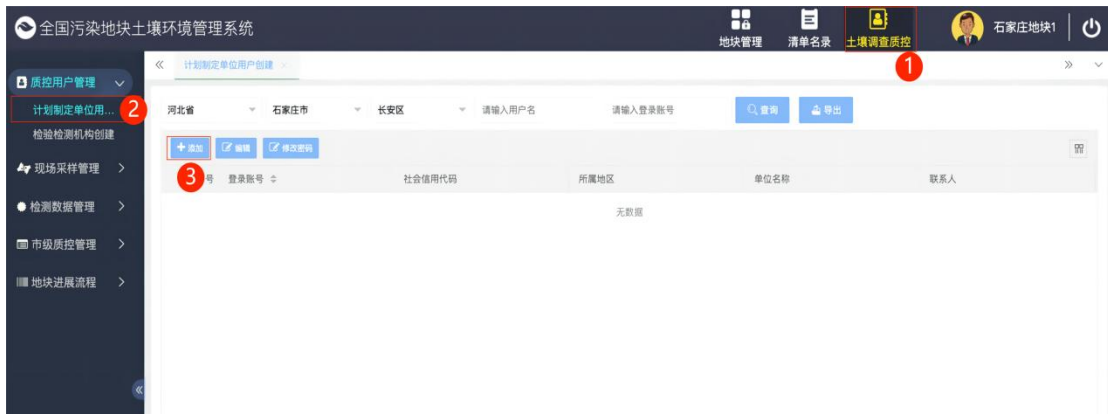 全国污染地块土壤环境管理系统
地块管理 清单名录 土壤调查质控 石家庄地块1
1
质控用户管理
计划制定单位用户创建
计划制定单位用...
2
检验检测机构创建
现场采样管理
检测数据管理
市级质控管理
地块进展流程
河北省 石家庄市 长安区 请输入用户名 请输入登录账号 查询 导出
添加 编辑 修改密码
3
号 登录账号 社会信用代码 所属地区 单位名称 联系人
无数据